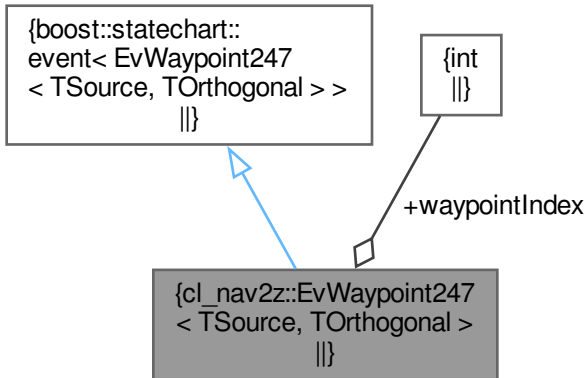 {boost::statechart::
event< EvWaypoint247
< TSource, TOrthogonal > >
||}
{int
||}
+waypointIndex
{cl_nav2z::EvWaypoint247
< TSource, TOrthogonal >
||}